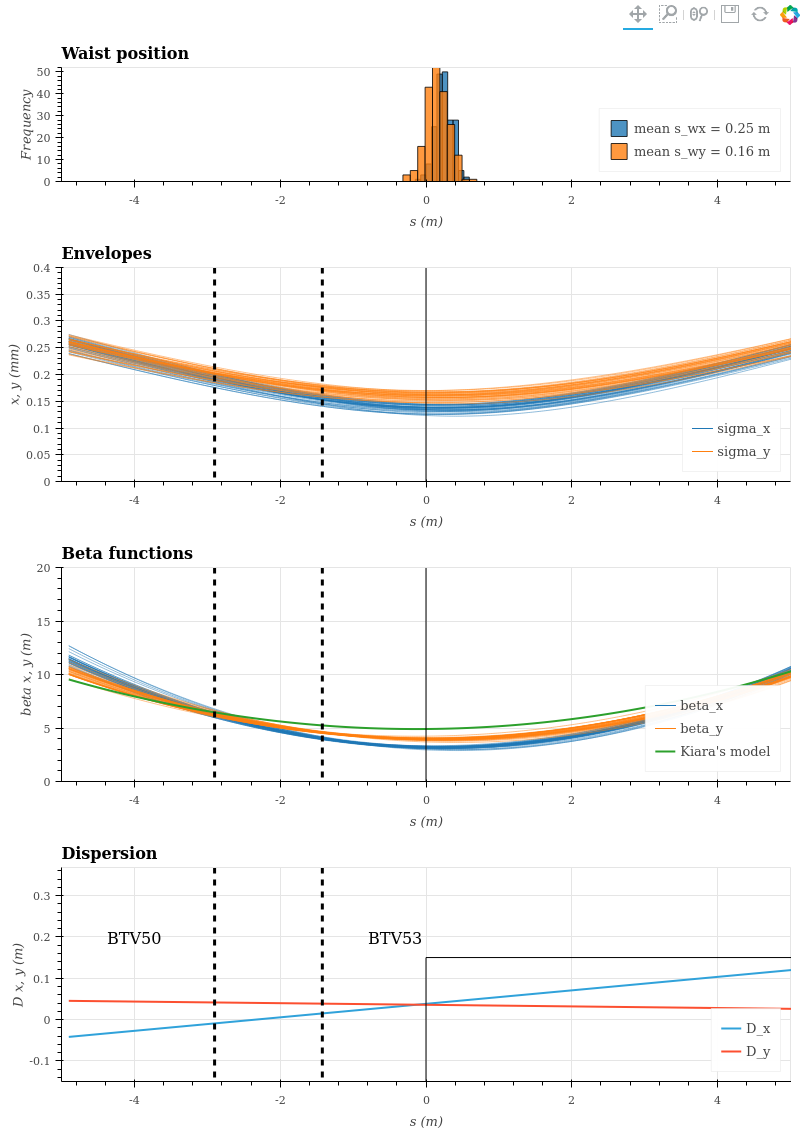 Waist position
50
40
30
20
10
0
Frequency
mean s_wx = 0.25 m
mean s_wy = 0.16 m
-4 -2 0 2 4
s (m)
Envelopes
0.4
0.35
0.3
0.25
0.2
0.15
0.1
0.05
0
x, y (mm)
sigma_x
sigma_y
-4 -2 0 2 4
s (m)
Beta functions
20
15
10
5
0
beta x, y (m)
beta_x
beta_y
Kiara's model
-4 -2 0 2 4
s (m)
Dispersion
0.3
0.2
0.1
0
-0.1
D x, y (m)
BTV50 BTV53
D_x
D_y
-4 -2 0 2 4
s (m)